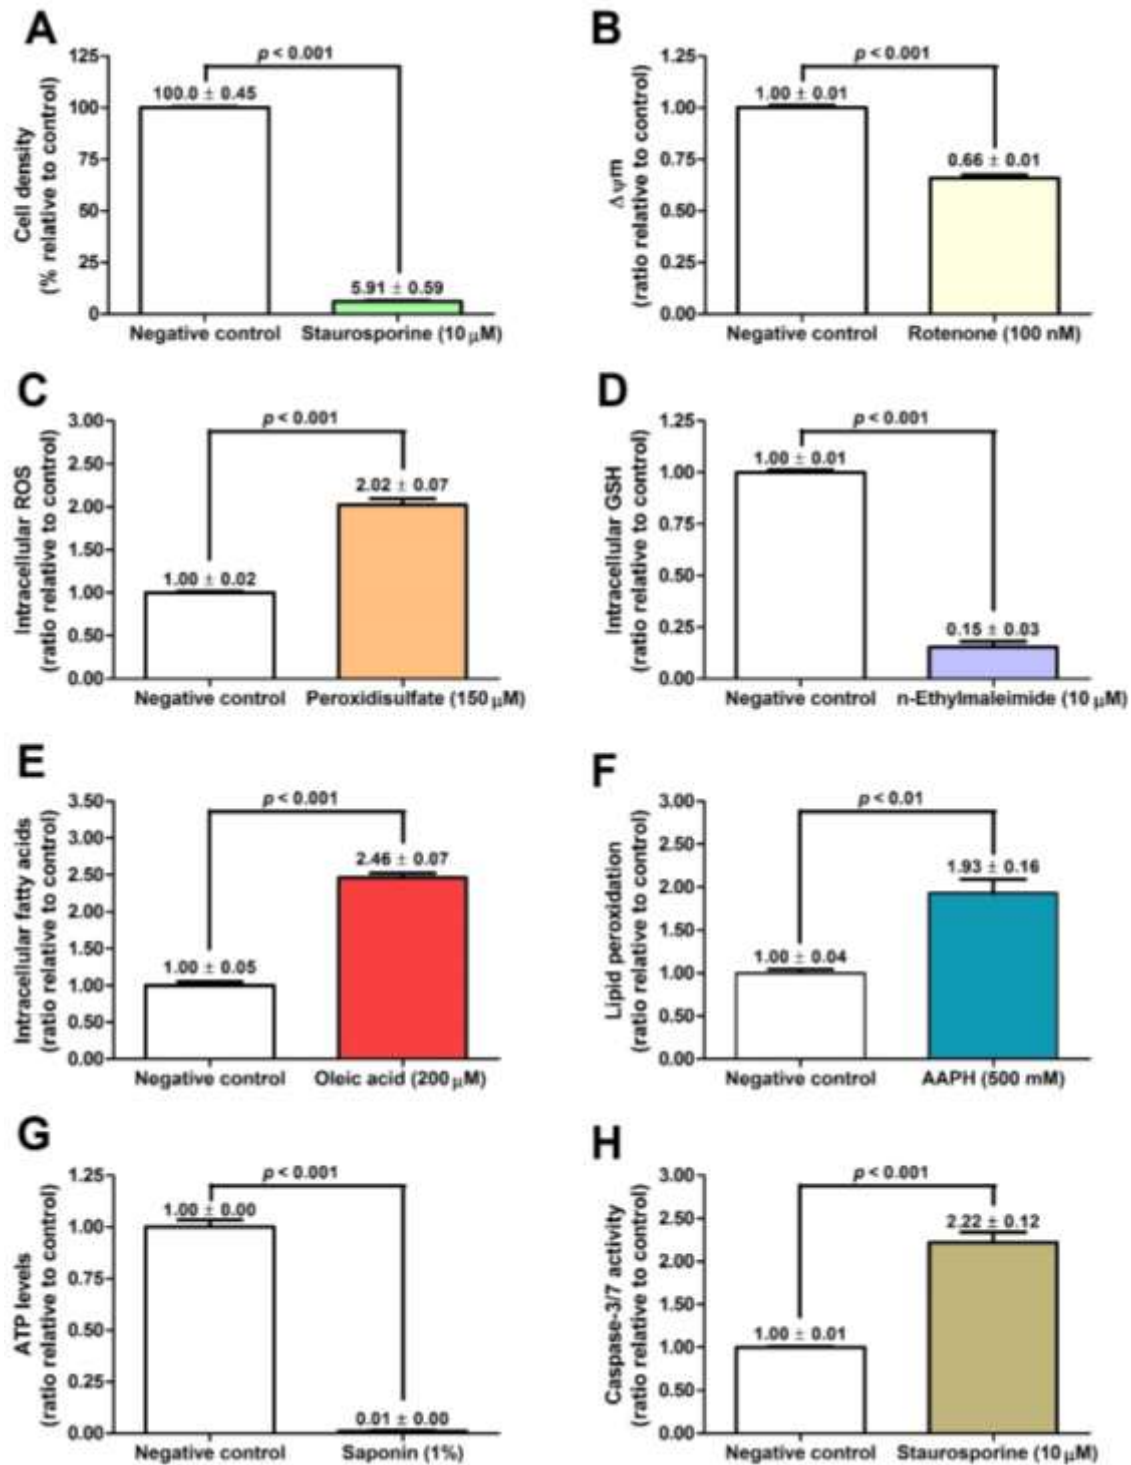 A
Cell density
(% relative to control)
125
100
75
50
25
0
p < 0.001
100.0 ± 0.45
5.91 ± 0.59
Negative control
Staurosporine (10 μM)
B
Δψm
(ratio relative to control)
1.25
1.00
0.75
0.50
0.25
0.00
p < 0.001
1.00 ± 0.01
0.66 ± 0.01
Negative control
Rotenone (100 nM)
C
Intracellular ROS
(ratio relative to control)
3.00
2.50
2.00
1.50
1.00
0.50
0.00
p < 0.001
1.00 ± 0.02
2.02 ± 0.07
Negative control
Peroxidisulfate (150 μM)
D
Intracellular GSH
(ratio relative to control)
1.25
1.00
0.75
0.50
0.25
0.00
p < 0.001
1.00 ± 0.01
0.15 ± 0.03
Negative control
n-Ethylmaleimide (10 μM)
E
Intracellular fatty acids
(ratio relative to control)
3.50
3.00
2.50
2.00
1.50
1.00
0.50
0.00
p < 0.001
1.00 ± 0.05
2.46 ± 0.07
Negative control
Oleic acid (200 μM)
F
Lipid peroxidation
(ratio relative to control)
3.00
2.50
2.00
1.50
1.00
0.50
0.00
p < 0.01
1.00 ± 0.04
1.93 ± 0.16
Negative control
AAPH (500 mM)
G
ATP levels
(ratio relative to control)
1.25
1.00
0.75
0.50
0.25
0.00
p < 0.001
1.00 ± 0.00
0.01 ± 0.00
Negative control
Saponin (1%)
H
Caspase-3/7 activity
(ratio relative to control)
3.00
2.50
2.00
1.50
1.00
0.50
0.00
p < 0.001
1.00 ± 0.01
2.22 ± 0.12
Negative control
Staurosporine (10 μM)